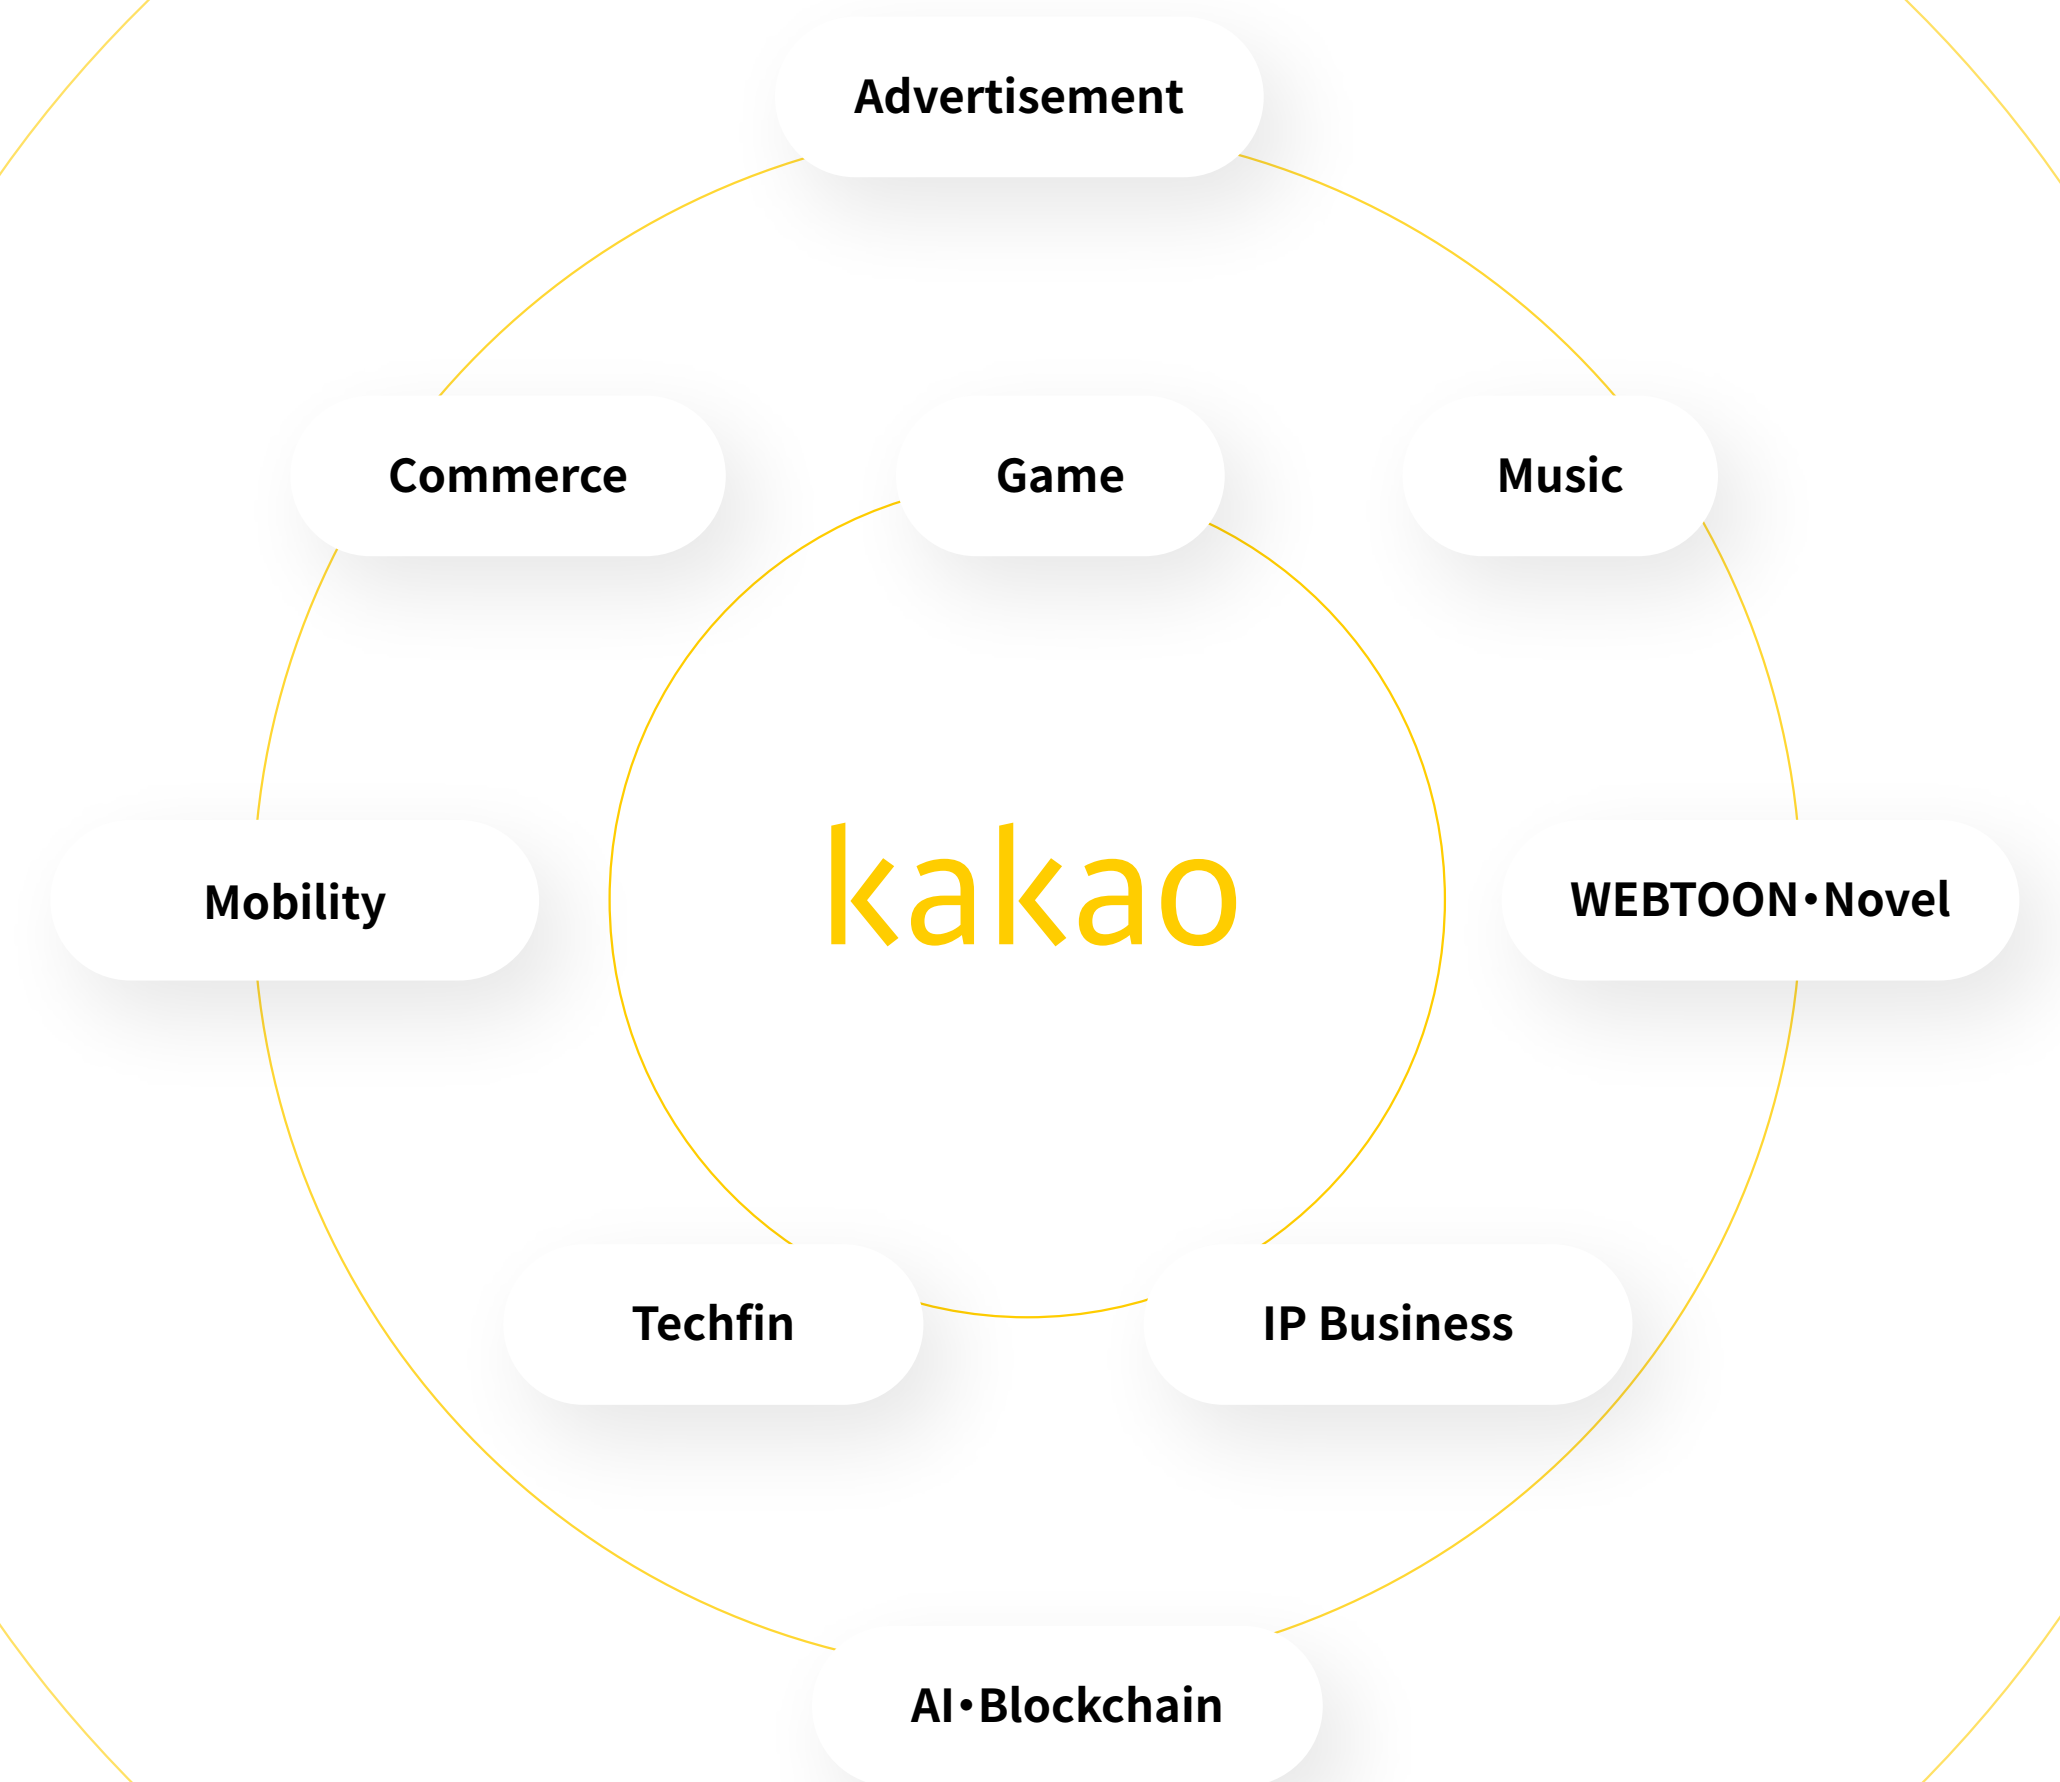 Advertisement
Commerce
Game
Music
kakao
Mobility
WEBTOON•Novel
Techfin
IP Business
AI•Blockchain